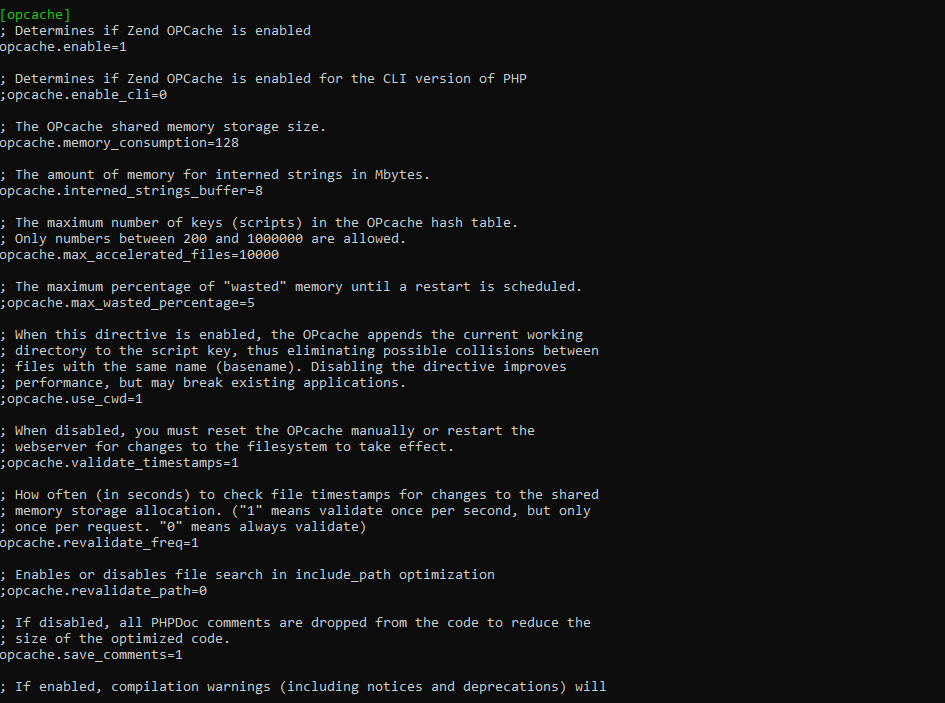 [opcache]
; Determines if Zend OPCache is enabled
opcache.enable=1
; Determines if Zend OPCache is enabled for the CLI version of PHP
;opcache.enable_cli=0
; The OPcache shared memory storage size.
opcache.memory_consumption=128
; The amount of memory for interned strings in Mbytes.
opcache.interned_strings_buffer=8
; The maximum number of keys (scripts) in the OPcache hash table.
; Only numbers between 200 and 1000000 are allowed.
opcache.max_accelerated_files=10000
; The maximum percentage of "wasted" memory until a restart is scheduled.
;opcache.max_wasted_percentage=5
; When this directive is enabled, the OPcache appends the current working
; directory to the script key, thus eliminating possible collisions between
; files with the same name (basename). Disabling the directive improves
; performance, but may break existing applications.
;opcache.use_cwd=1
; When disabled, you must reset the OPcache manually or restart the
; webserver for changes to the filesystem to take effect.
;opcache.validate_timestamps=1
; How often (in seconds) to check file timestamps for changes to the shared
; memory storage allocation. ("1" means validate once per second, but only
; once per request. "0" means always validate)
opcache.revalidate_freq=1
; Enables or disables file search in include_path optimization
;opcache.revalidate_path=0
; If disabled, all PHPDoc comments are dropped from the code to reduce the
; size of the optimized code.
opcache.save_comments=1
; If enabled, compilation warnings (including notices and deprecations) will